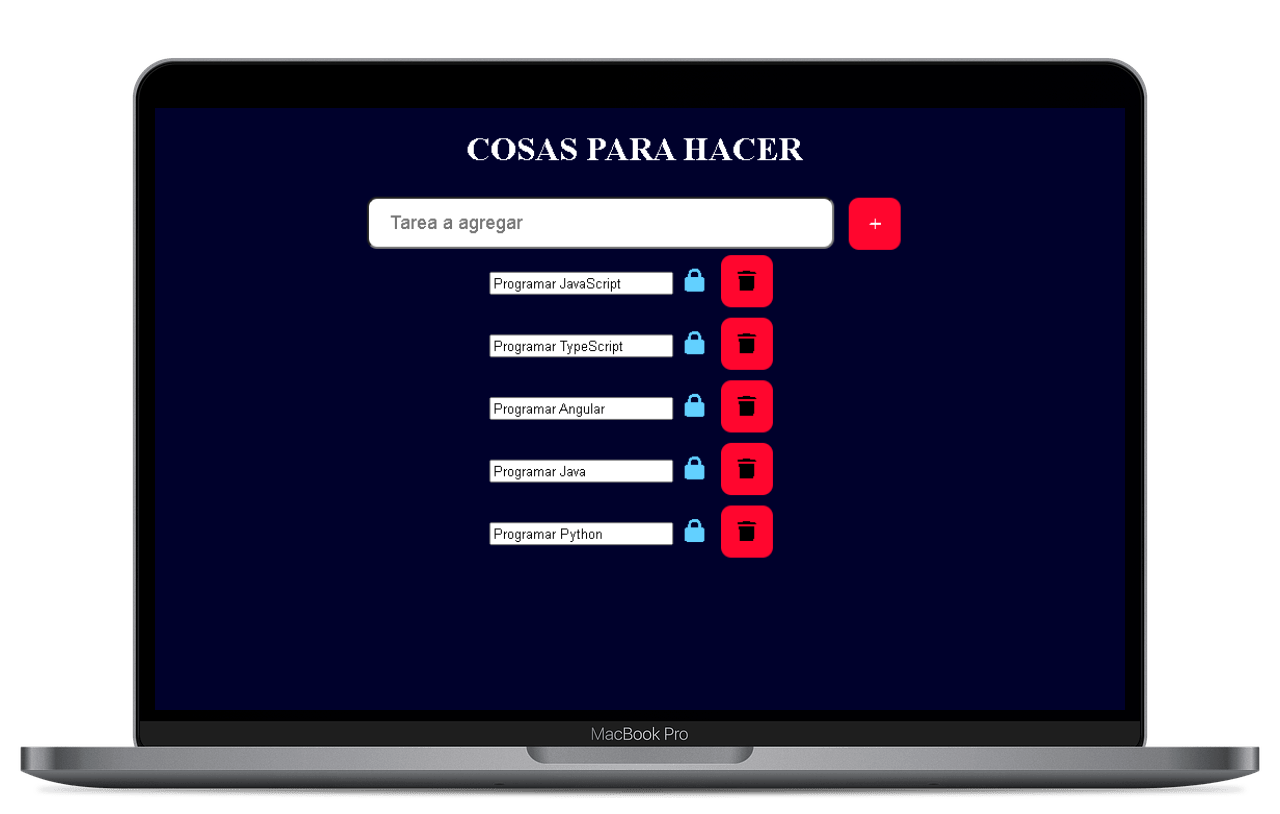 COSAS PARA HACER
Tarea a agregar +
Programar JavaScript
Programar TypeScript
Programar Angular
Programar Java
Programar Python
MacBook Pro